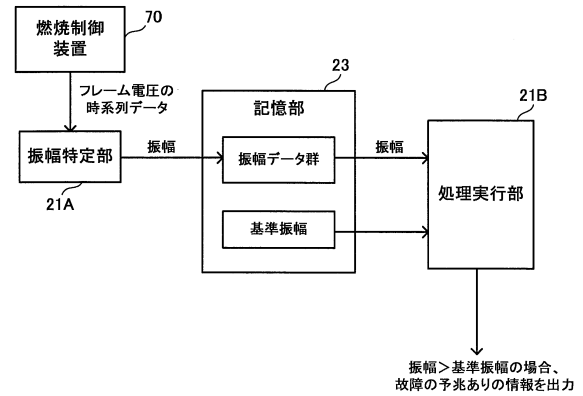 燃焼制御
装置
70
フレーム電圧の
時系列データ
振幅特定部
21A
振幅
23
記憶部
振幅データ群
基準振幅
振幅
21B
処理実行部
振幅＞基準振幅の場合、
故障の予兆ありの情報を出力